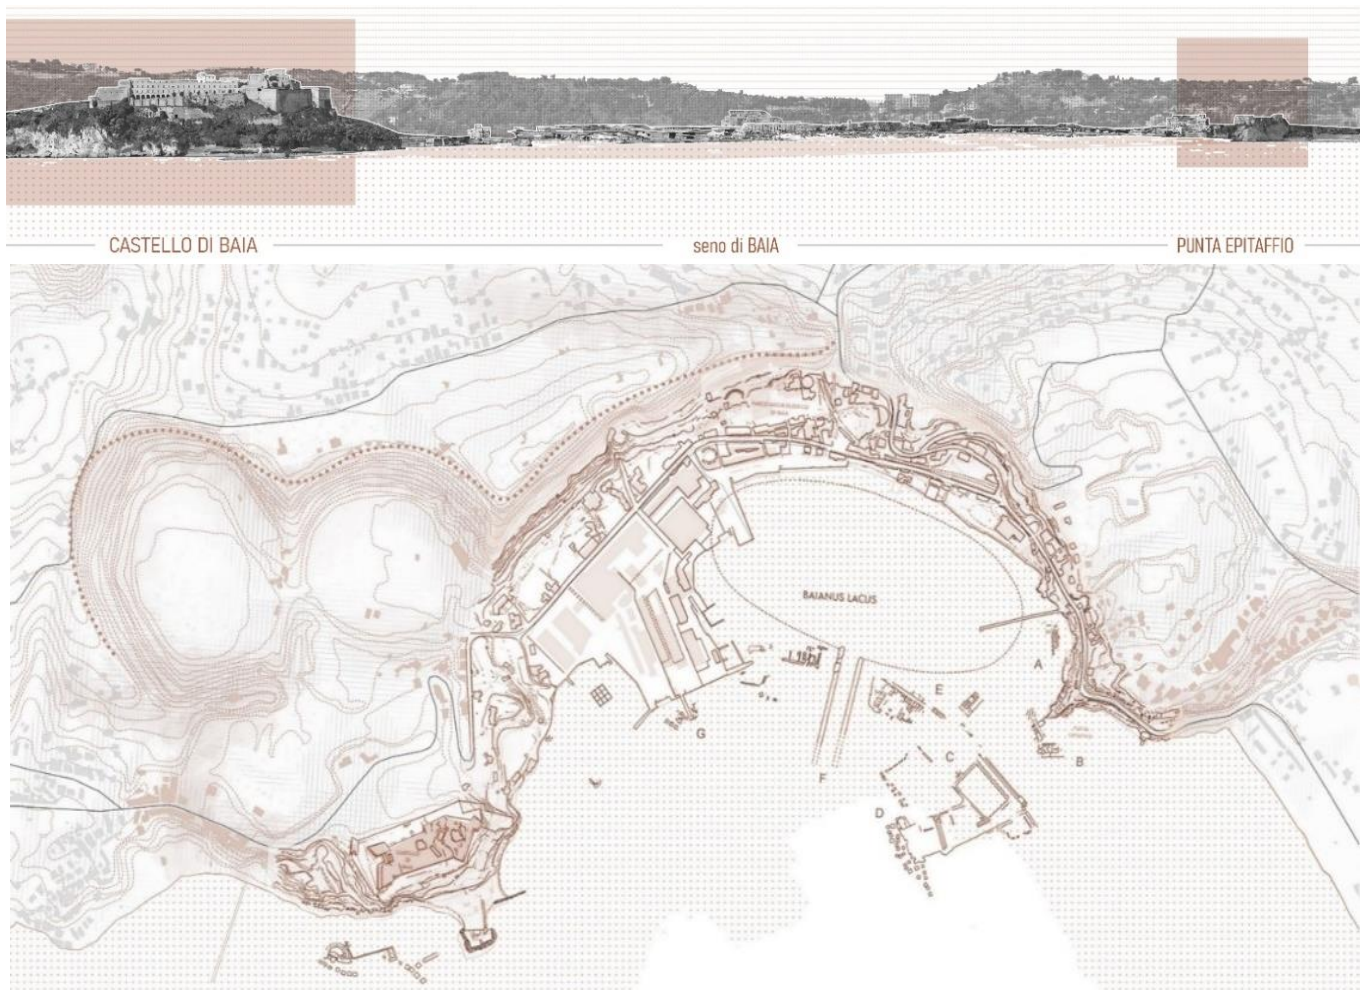 CASTELLO DI BAIA
seno di BAIA
PUNTA EPITAFFIO
BAIANUS LACUS
A
E
G
C
B
F
D